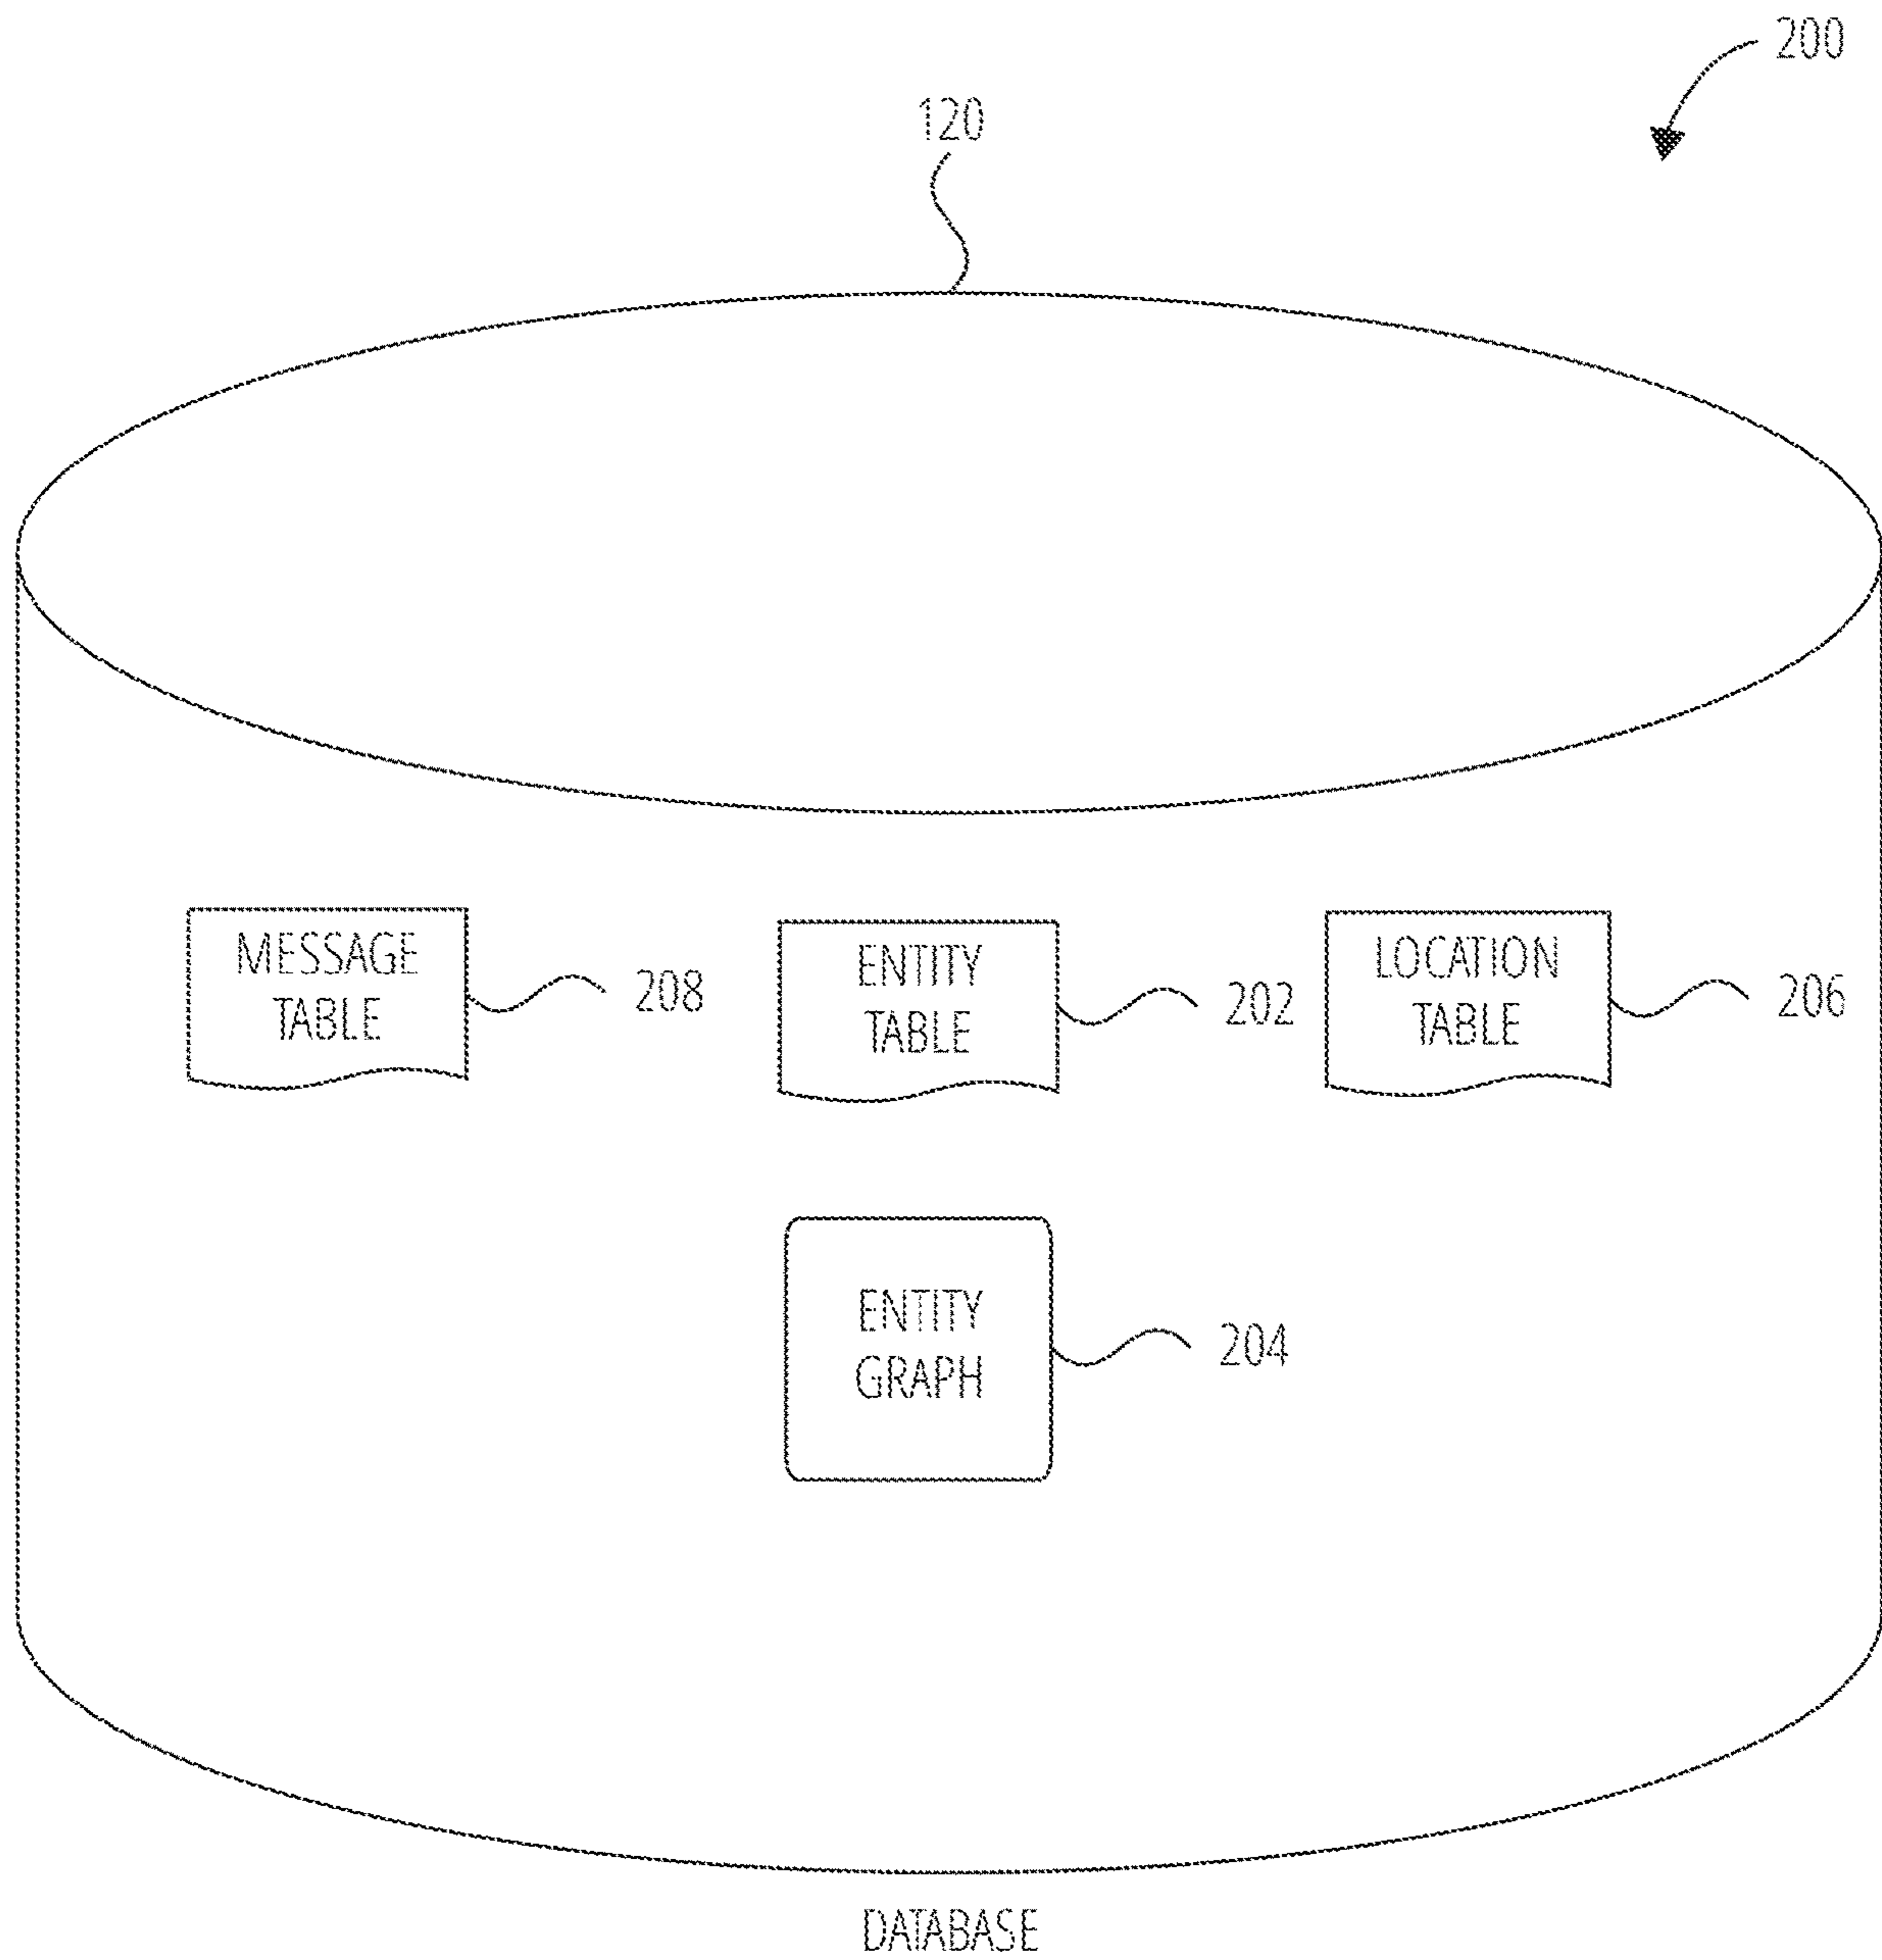 200
120
MESSAGE
TABLE
208
ENTITY
TABLE
202
LOCATION
TABLE
206
ENTITY
GRAPH
204
DATABASE